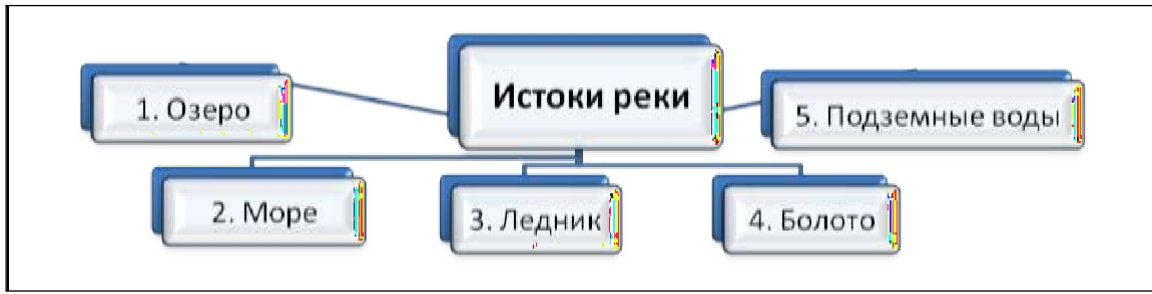 Истоки реки
1. Озеро
5. Подземные воды
2. Море
3. Ледник
4. Болото